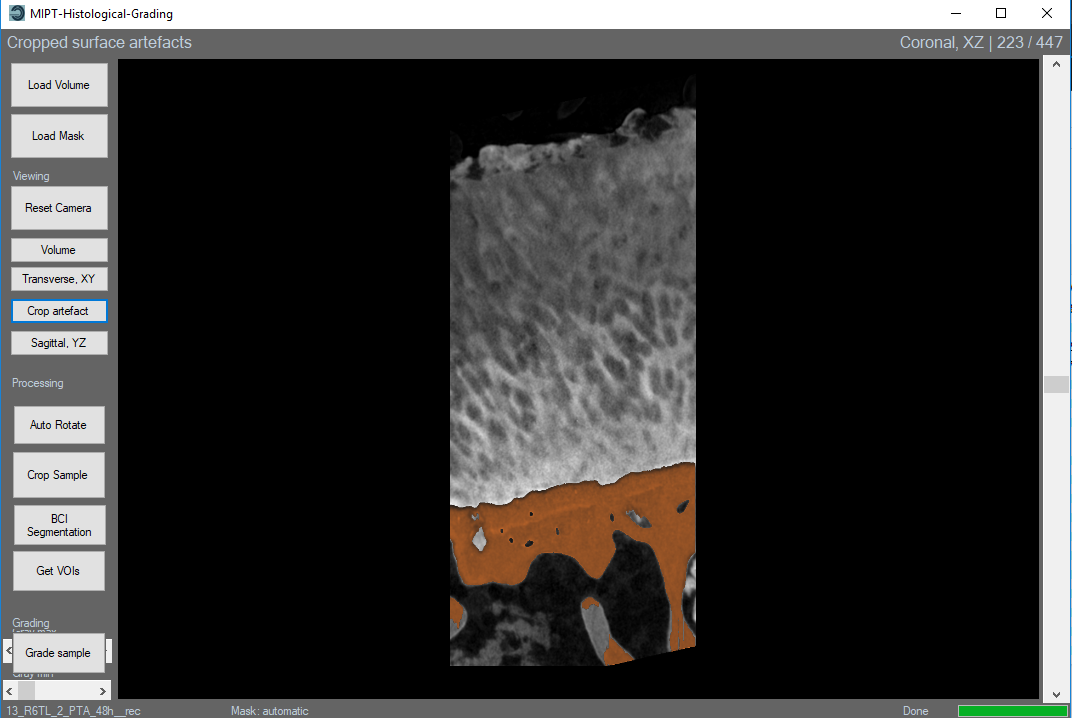 MIPT-Histological-Grading
Cropped surface artefacts
Coronal, XZ | 223 / 447
Load Volume
Load Mask
Viewing
Reset Camera
Volume
Transverse, XY
Crop artefact
Sagittal, YZ
Processing
Auto Rotate
Crop Sample
BCI
Segmentation
Get VOIs
Grading
Gray max
Grade sample
Gray min
13_R6TL_2_PTA_48h__rec
Mask: automatic
Done